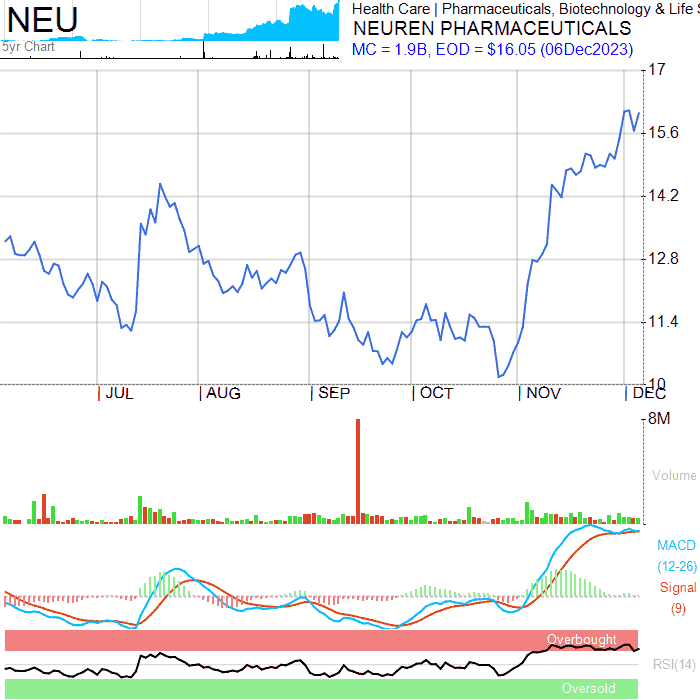 NEU
5yr Chart
Health Care | Pharmaceuticals, Biotechnology & Life S
NEUREN PHARMACEUTICALS
MC = 1.9B, EOD = $16.05 (06Dec2023)
17
15.6
14.2
12.8
11.4
10
JUL AUG SEP OCT NOV DEC
8M
Volume
MACD
(12-26)
Signal
(9)
Overbought
RSI(14)
Oversold